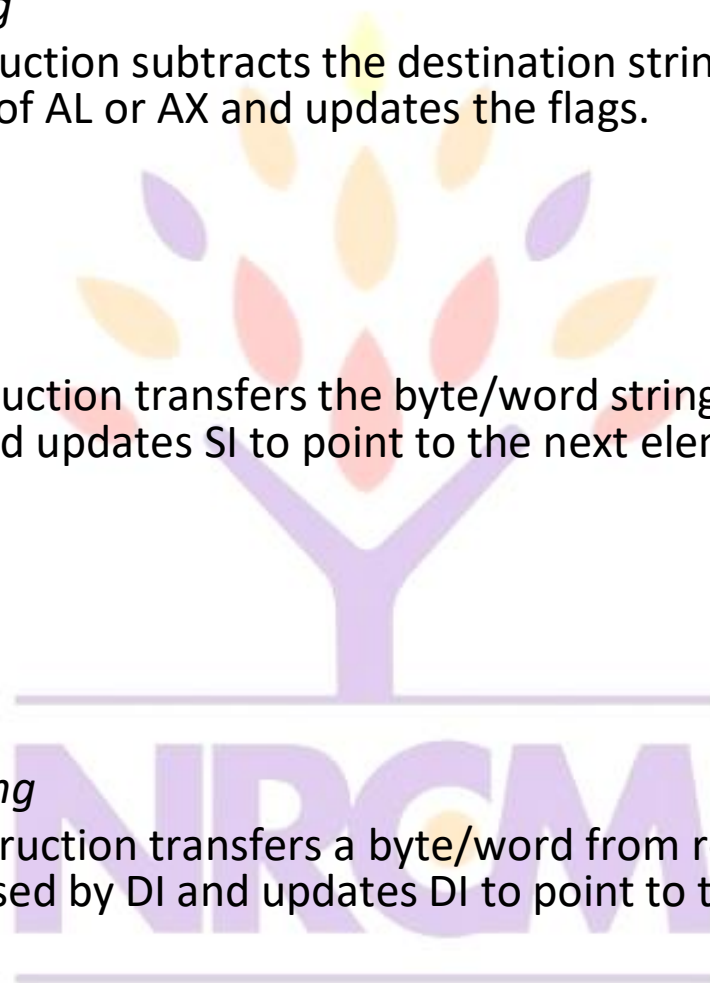 g
uction subtracts the destination strin
of AL or AX and updates the flags.
uction transfers the byte/word string
d updates SI to point to the next elem
ng
ruction transfers a byte/word from r
sed by DI and updates DI to point to t
NRCM